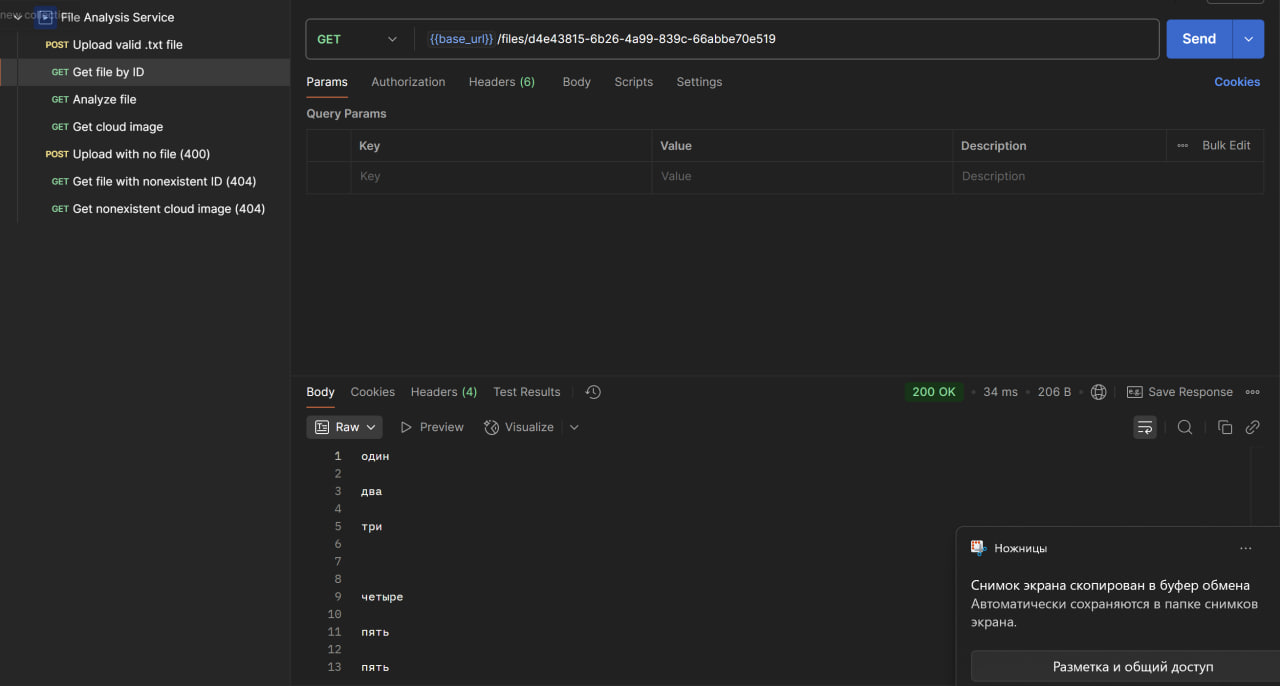 new collection
File Analysis Service
POST Upload valid .txt file
GET Get file by ID
GET Analyze file
GET Get cloud image
POST Upload with no file (400)
GET Get file with nonexistent ID (404)
GET Get nonexistent cloud image (404)
GET {{base_url}} /files/d4e43815-6b26-4a99-839c-66abbe70e519 Send
Params Authorization Headers (6) Body Scripts Settings Cookies
Query Params
Key Value Description Bulk Edit
Key Value Description
Body Cookies Headers (4) Test Results 200 OK 34 ms 206 B Save Response
Raw Preview Visualize
1 один
2
3 два
4
5 три
6
7
8
9 четыре
10
11 пять
12
13 пять
Ножницы
Снимок экрана скопирован в буфер обмена
Автоматически сохраняются в папке снимков
экрана.
Разметка и общий доступ